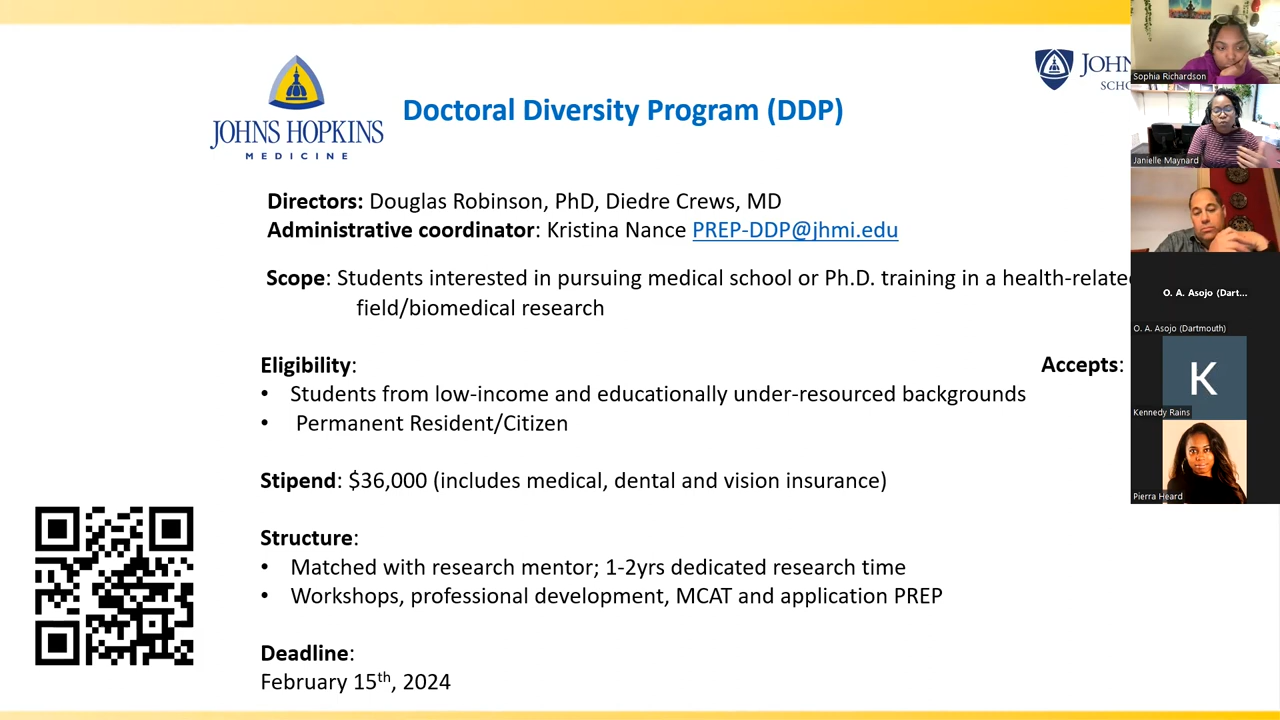 JOHNS HOPKINS
MEDICINE
Doctoral Diversity Program (DDP)
Directors: Douglas Robinson, PhD, Diedre Crews, MD
Administrative coordinator: Kristina Nance PREP-DDP@jhmi.edu
Scope: Students interested in pursuing medical school or Ph.D. training in a health-related
field/biomedical research
Eligibility:
Accepts:
• Students from low-income and educationally under-resourced backgrounds
• Permanent Resident/Citizen
Stipend: $36,000 (includes medical, dental and vision insurance)
Structure:
• Matched with research mentor; 1-2yrs dedicated research time
• Workshops, professional development, MCAT and application PREP
Deadline:
February 15th, 2024
Sophia Richardson
Janielle Maynard
O. A. Asojo (Dart...
O. A. Asojo (Dartmouth)
K
Kennedy Rains
Pierra Heard